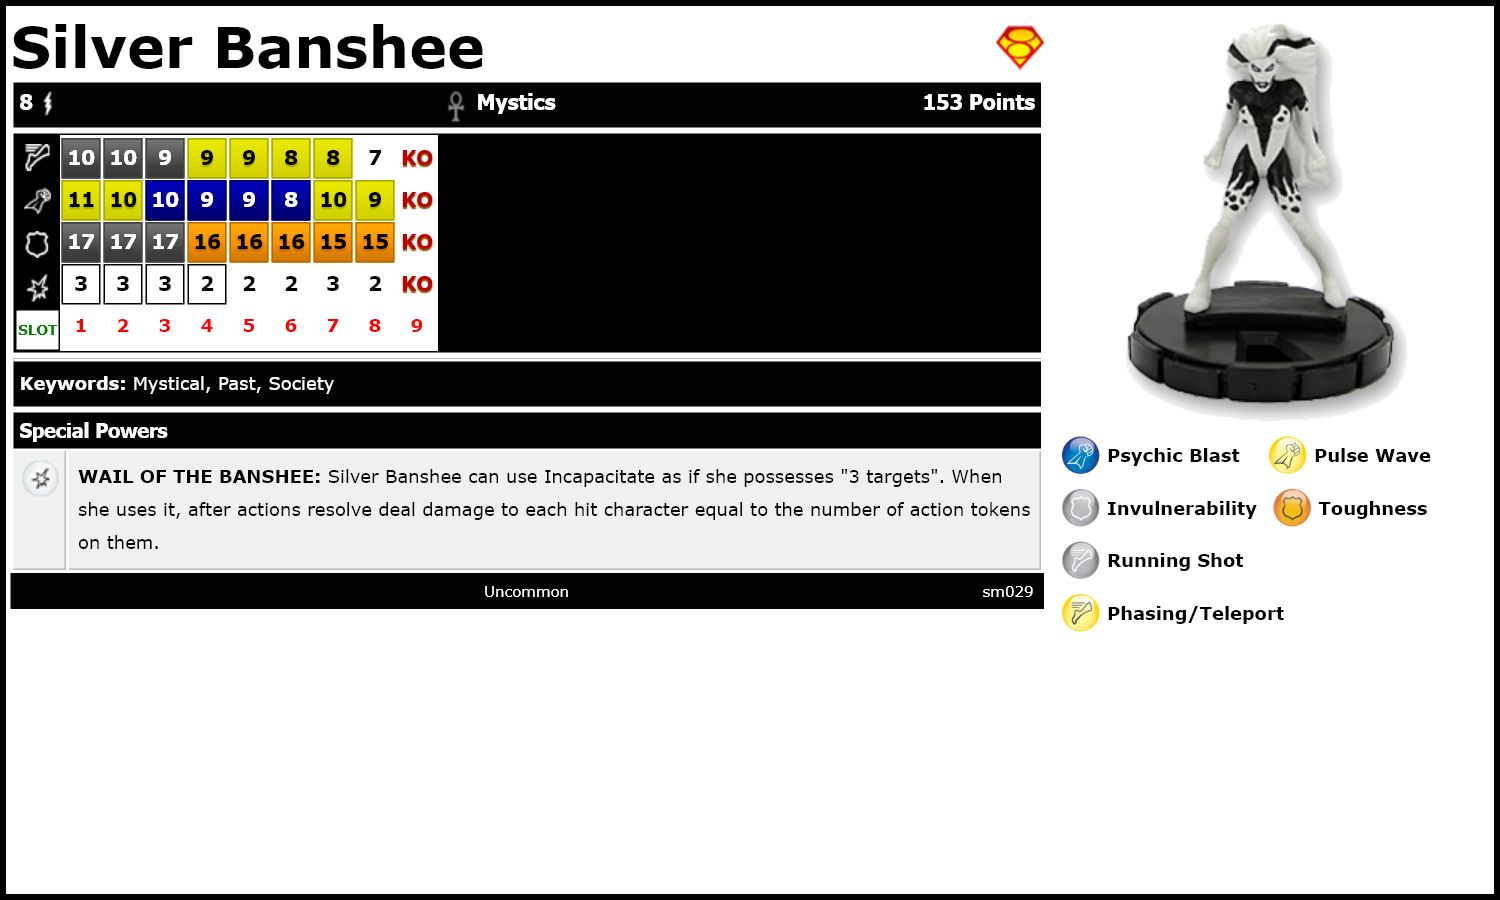 Silver Banshee
8 Mystics 153 Points
10 10 9 9 9 8 8 7 KO
11 10 10 9 9 8 10 9 KO
17 17 17 16 16 16 15 15 KO
3 3 3 2 2 2 3 2 KO
SLOT 1 2 3 4 5 6 7 8 9
Keywords: Mystical, Past, Society
Special Powers
WAIL OF THE BANSHEE: Silver Banshee can use Incapacitate as if she possesses "3 targets". When
she uses it, after actions resolve deal damage to each hit character equal to the number of action tokens
on them.
Uncommon sm029
Psychic Blast Pulse Wave
Invulnerability Toughness
Running Shot
Phasing/Teleport